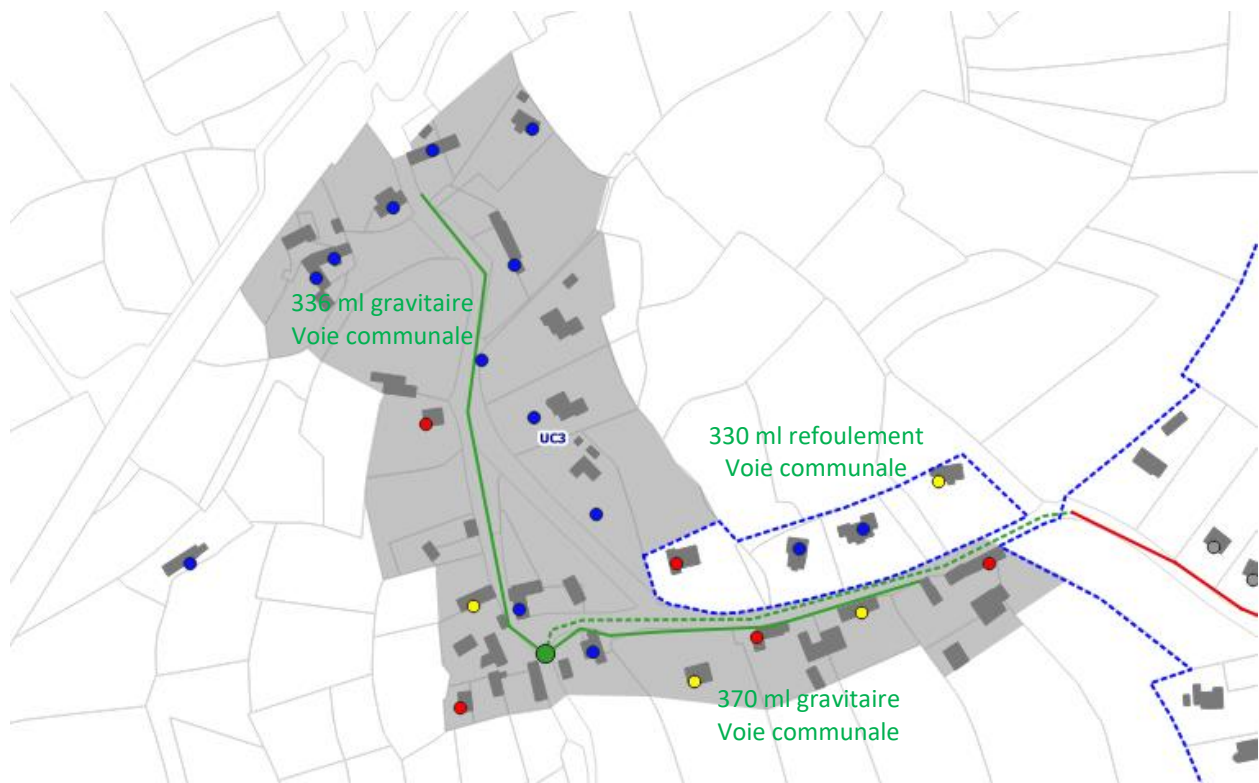 336 ml gravitaire
Voie communale
UC3
330 ml refoulement
Voie communale
370 ml gravitaire
Voie communale